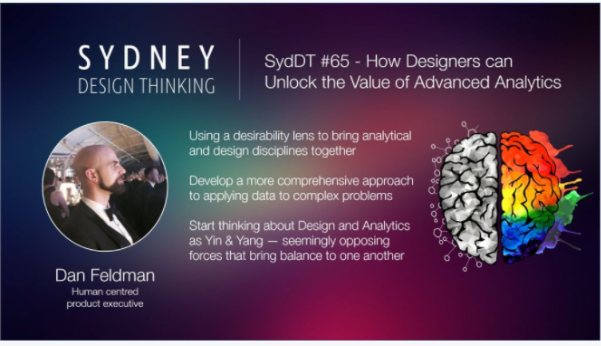 SYDNEY
DESIGN THINKING
SydDT #65 - How Designers can
Unlock the Value of Advanced Analytics
Using a desirability lens to bring analytical
and design disciplines together
Develop a more comprehensive approach
to applying data to complex problems
Start thinking about Design and Analytics
as Yin & Yang — seemingly opposing
forces that bring balance to one another
Dan Feldman
Human centred
product executive